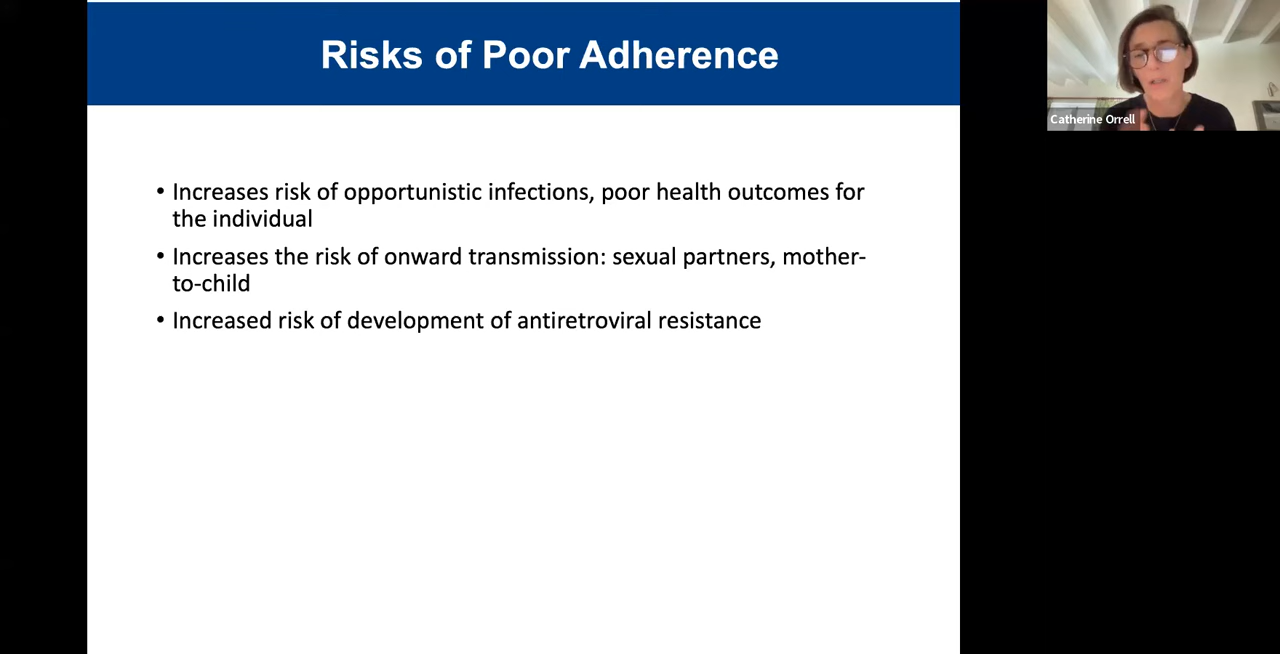 Risks of Poor Adherence
Catherine Orrell
• Increases risk of opportunistic infections, poor health outcomes for
the individual
• Increases the risk of onward transmission: sexual partners, mother-
to-child
• Increased risk of development of antiretroviral resistance